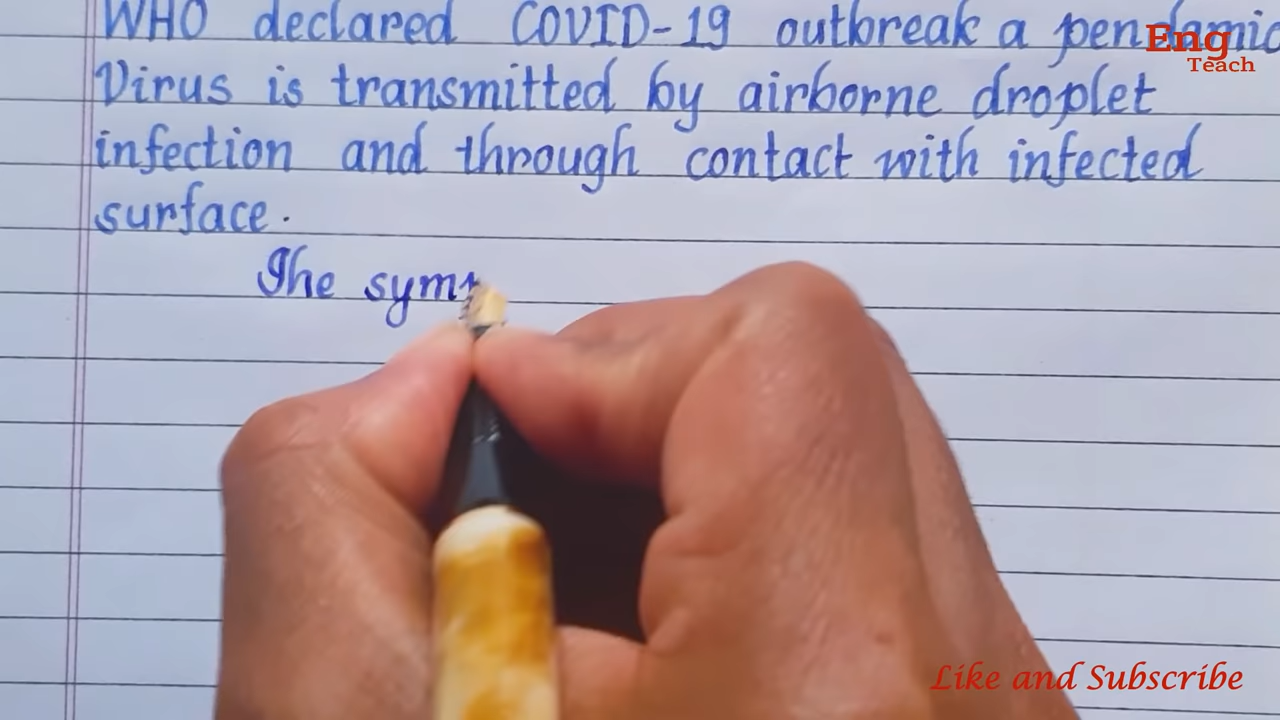 WHO declared COVID-19 outbreak a pendamic
Eng
Teach
Virus is transmitted by airborne droplet
infection and through contact with infected
surface.
The sym
Like and Subscribe